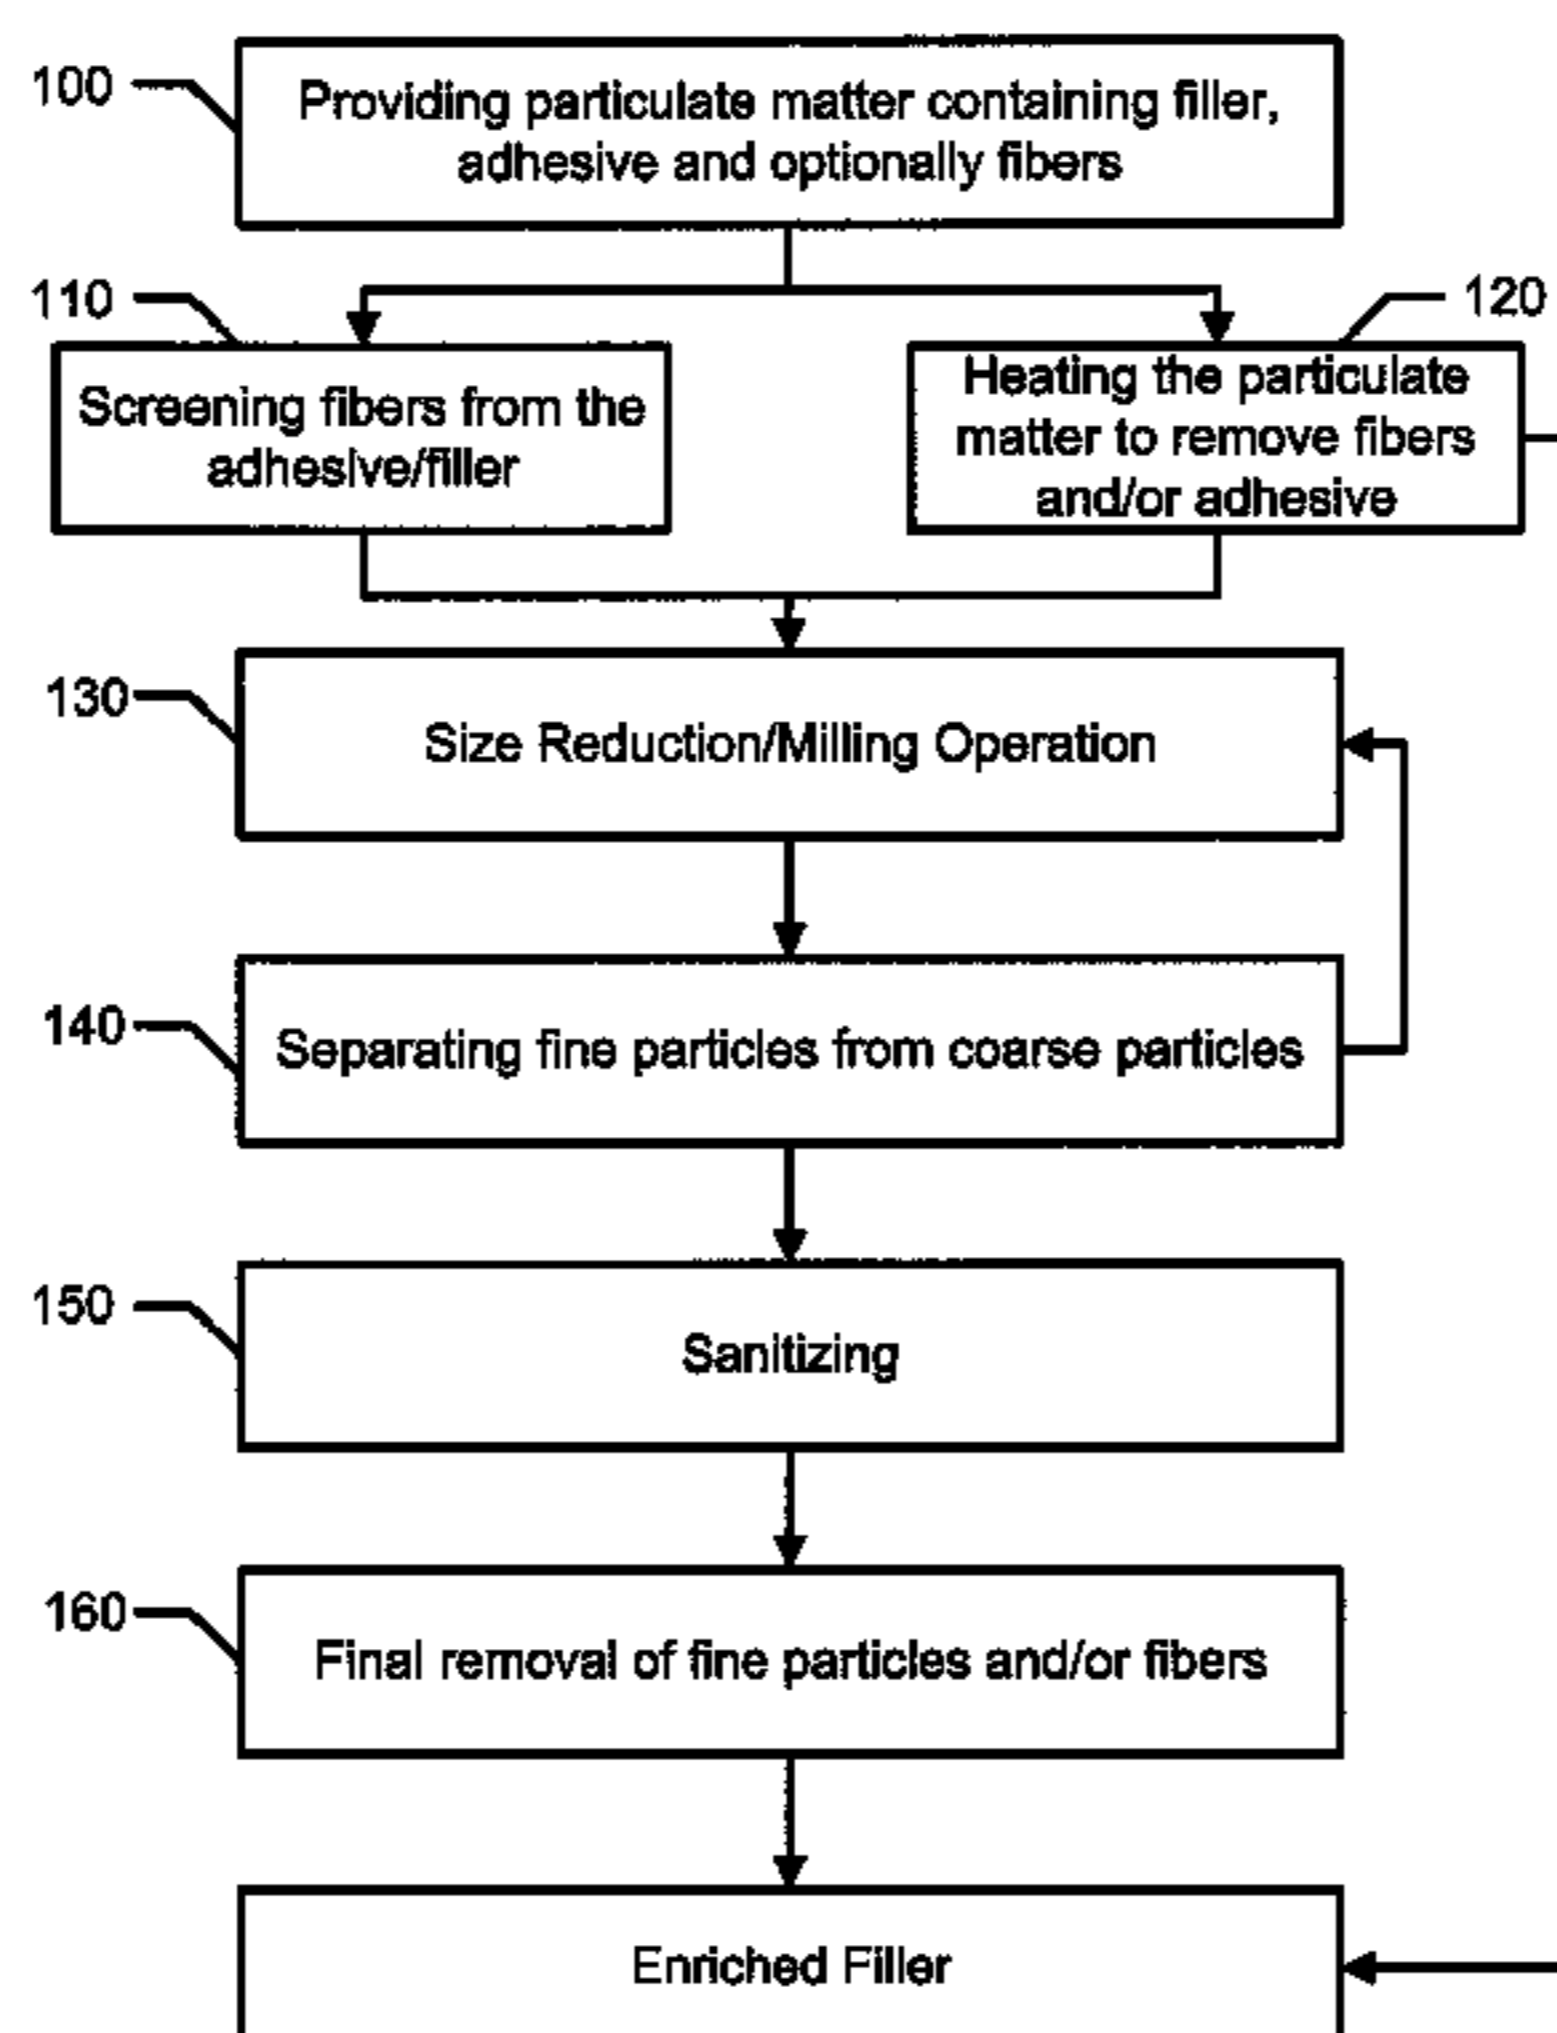 100
Providing particulate matter containing filler,
adhesive and optionally fibers
110
120
Screening fibers from the
adhesive/filler
Heating the particulate
matter to remove fibers
and/or adhesive
130
Size Reduction/Milling Operation
140
Separating fine particles from coarse particles
150
Sanitizing
160
Final removal of fine particles and/or fibers
Enriched Filler